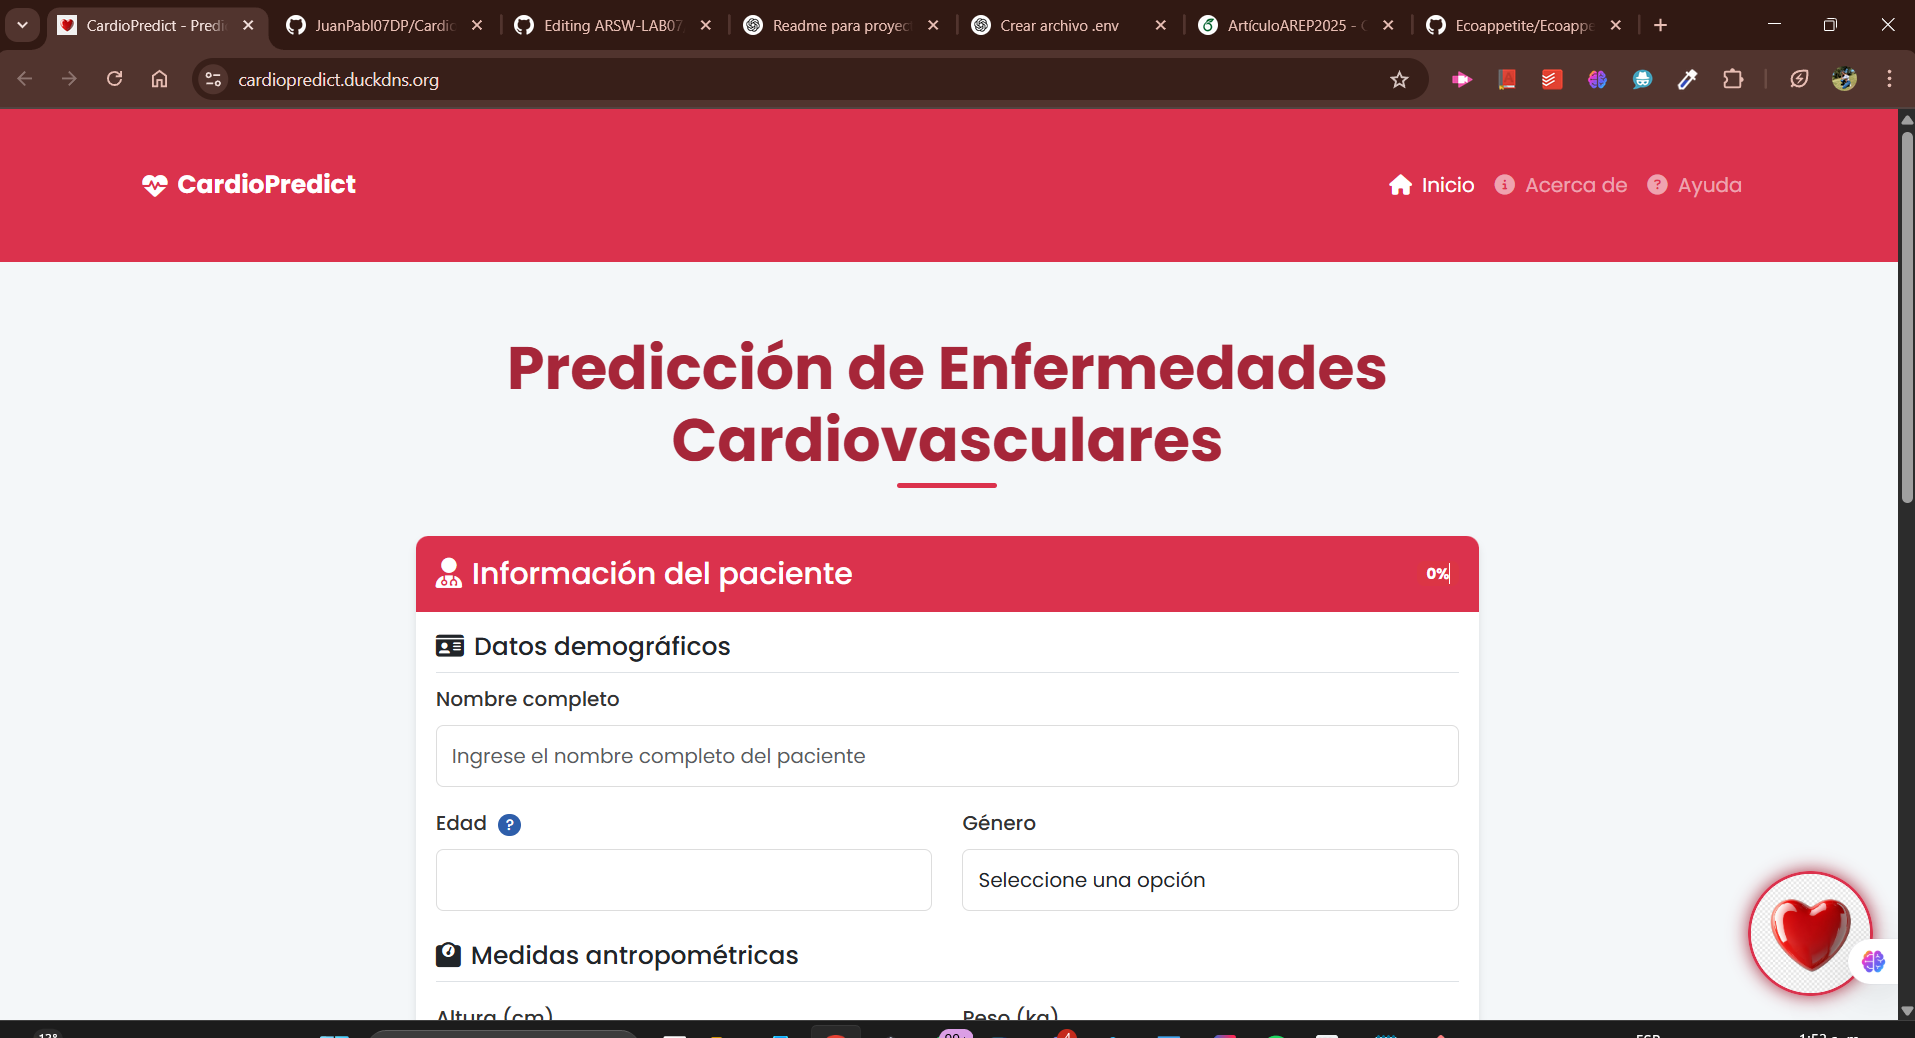 CardioPredict - Predi
JuanPabl07DP/Cardio
Editing ARSW-LAB07
Readme para proyect
Crear archivo .env
ArtículoAREP2025 -
Ecoappetite/Ecoappe
cardiopredict.duckdns.org
CardioPredict
Inicio
Acerca de
Ayuda
Predicción de Enfermedades
Cardiovasculares
Información del paciente
0%
Datos demográficos
Nombre completo
Ingrese el nombre completo del paciente
Edad ?
Género
Seleccione una opción
Medidas antropométricas
Altura (cm)
Peso (kg)